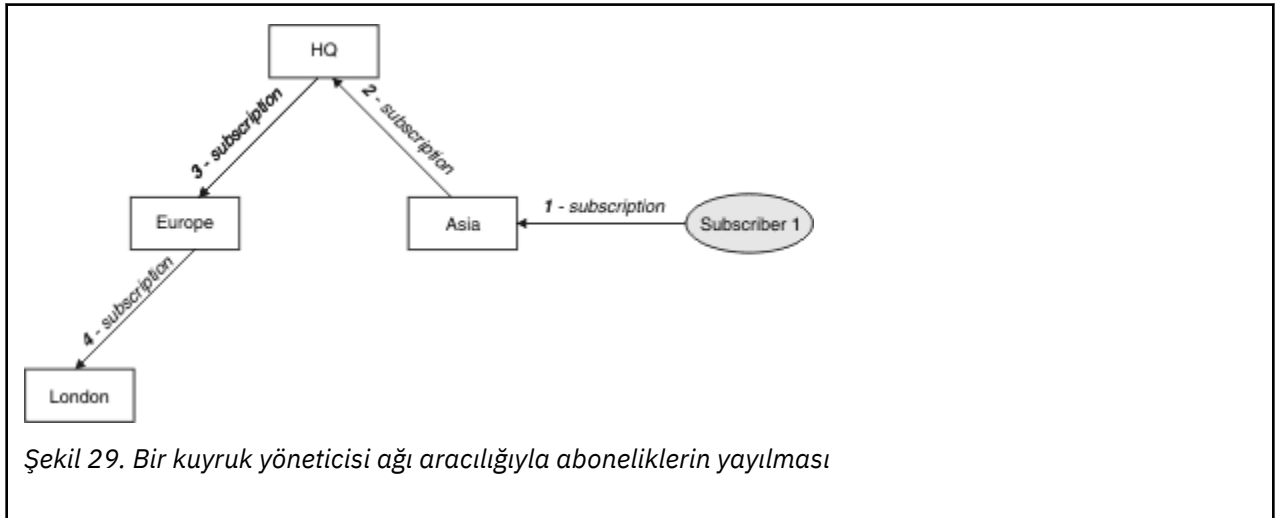 HQ
3 - subscription
2 - subscription
Europe
Asia
1 - subscription
Subscriber 1
4 - subscription
London
Şekil 29. Bir kuyruk yöneticisi ağı aracılığıyla aboneliklerin yayılması